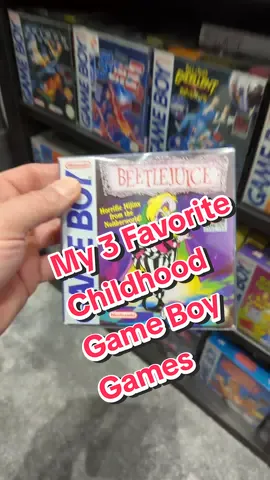 GAME BOY
GAME BOY
EXCELLENT
GAME BOY
BEETLEJUICE
Horrific Hijinx
from the
Neitherworld!
GAME BOY
Nintendo
My 3 Favorite
Childhood
Game Boy
Games